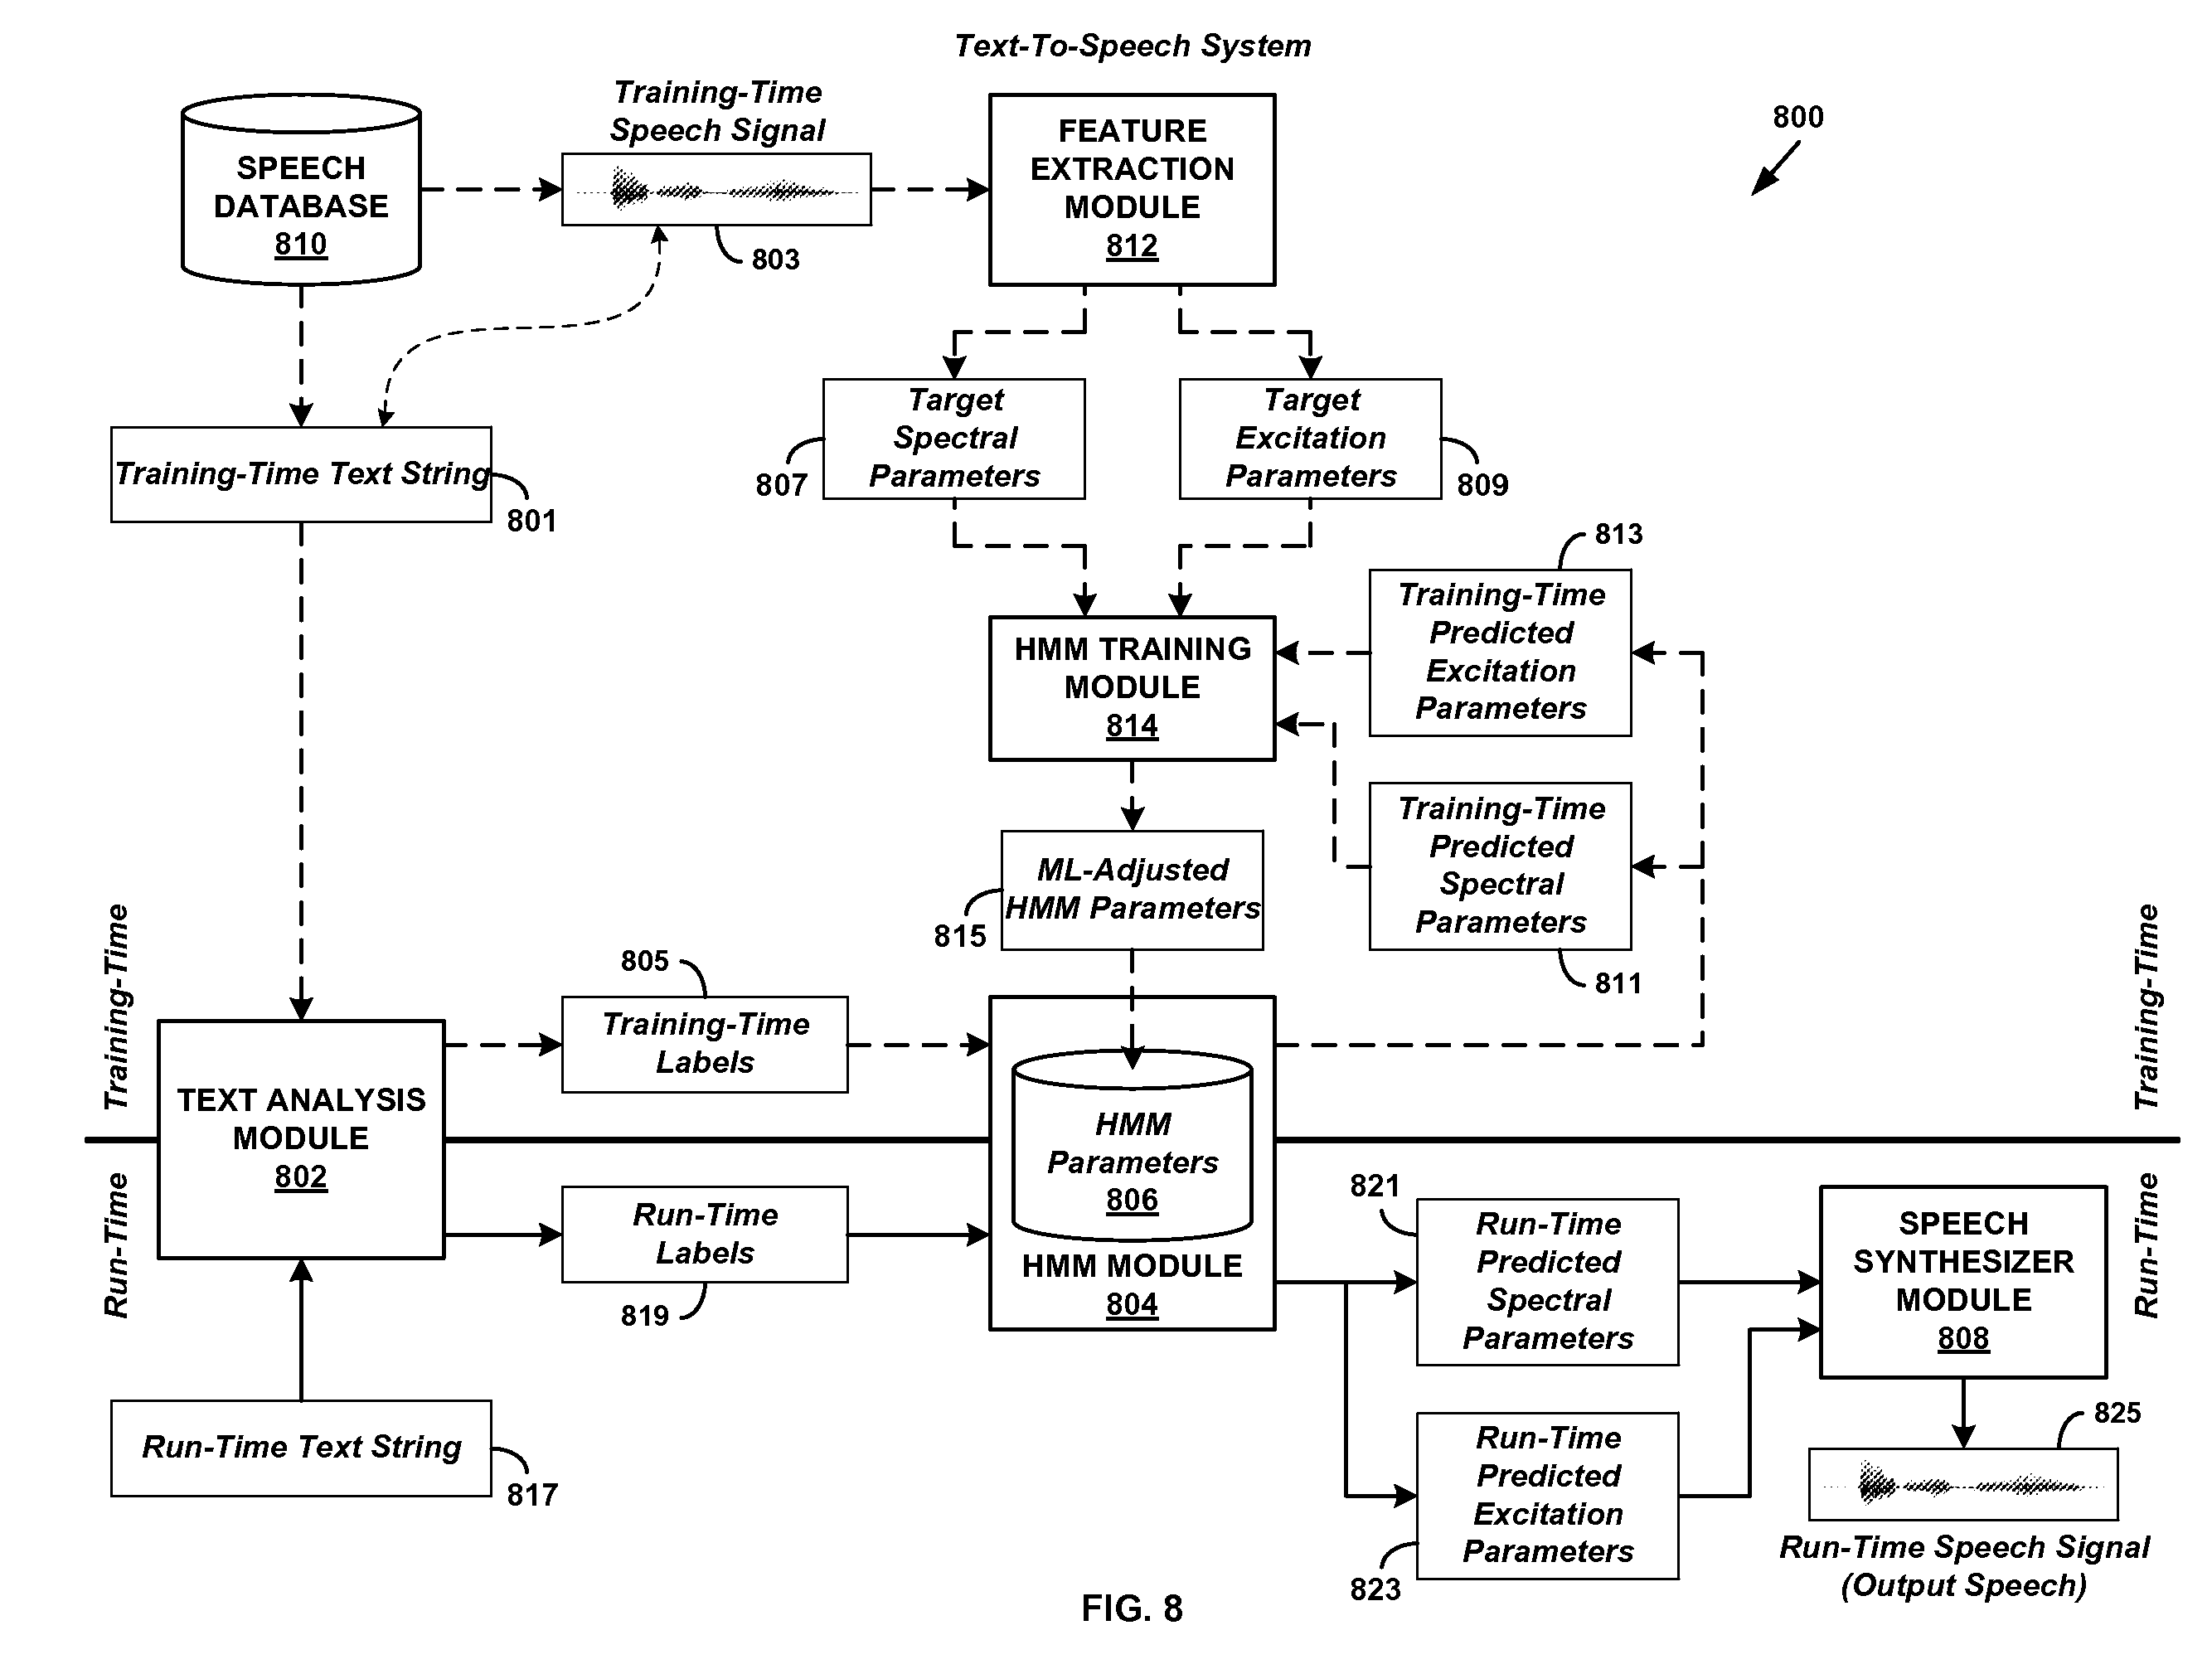 Text-To-Speech System
800
SPEECH
DATABASE
810
Training-Time
Speech Signal
803
FEATURE
EXTRACTION
MODULE
812
Training-Time Text String
801
Target
Spectral
Parameters
807
Target
Excitation
Parameters
809
HMM TRAINING
MODULE
814
813
Training-Time
Predicted
Excitation
Parameters
Training-Time
Predicted
Spectral
Parameters
811
ML-Adjusted
HMM Parameters
815
Training-Time
Run-Time
TEXT ANALYSIS
MODULE
802
805
Training-Time
Labels
Run-Time
Labels
819
HMM
Parameters
806
HMM MODULE
804
Training-Time
Run-Time
821
Run-Time
Predicted
Spectral
Parameters
SPEECH
SYNTHESIZER
MODULE
808
Run-Time Text String
817
Run-Time
Predicted
Excitation
Parameters
823
825
Run-Time Speech Signal
(Output Speech)
FIG. 8